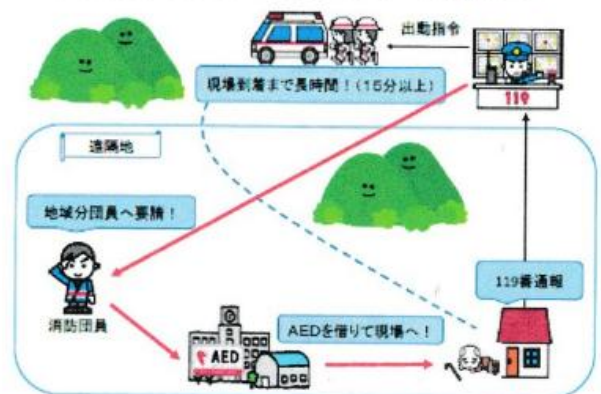 出動指令
現場到着まで長時間！(15分以上)
119
遠隔地
地域分団員へ要請！
119番通報
消防団員
AEDを借りて現場へ！
AED